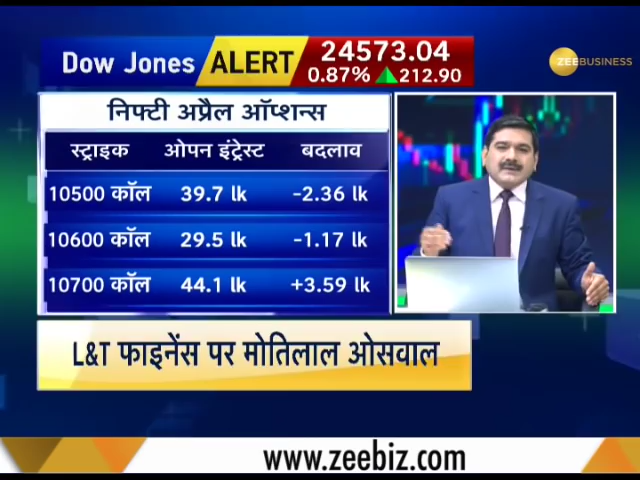 Dow Jones ALERT 24573.04
0.87% ▲ 212.90
ZEEBUSINESS
निफ्टी अप्रैल ऑप्शन्स
स्ट्राइक ओपन इंट्रेस्ट बदलाव
10500 कॉल 39.7 lk -2.36 lk
10600 कॉल 29.5 lk -1.17 lk
10700 कॉल 44.1 lk +3.59 lk
L&T फाइनेंस पर मोतिलाल ओसवाल
www.zeebiz.com